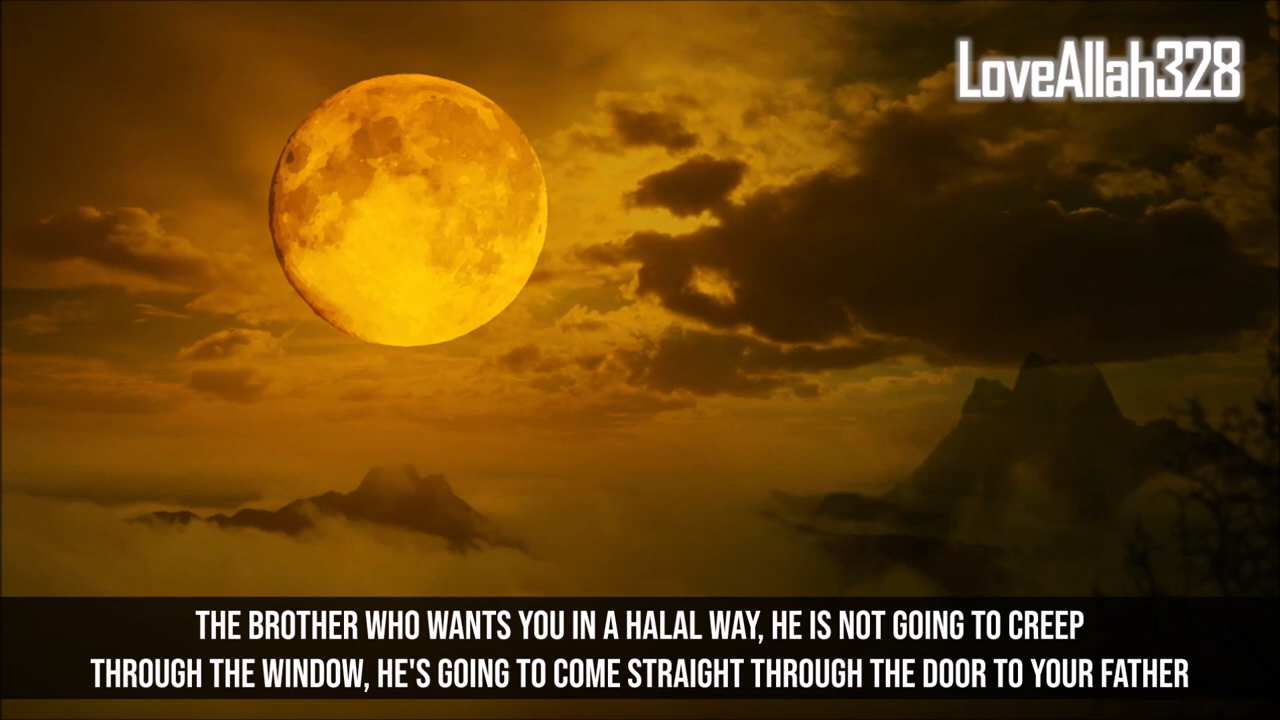 LoveAllah328
THE BROTHER WHO WANTS YOU IN A HALAL WAY, HE IS NOT GOING TO CREEP
THROUGH THE WINDOW, HE'S GOING TO COME STRAIGHT THROUGH THE DOOR TO YOUR FATHER